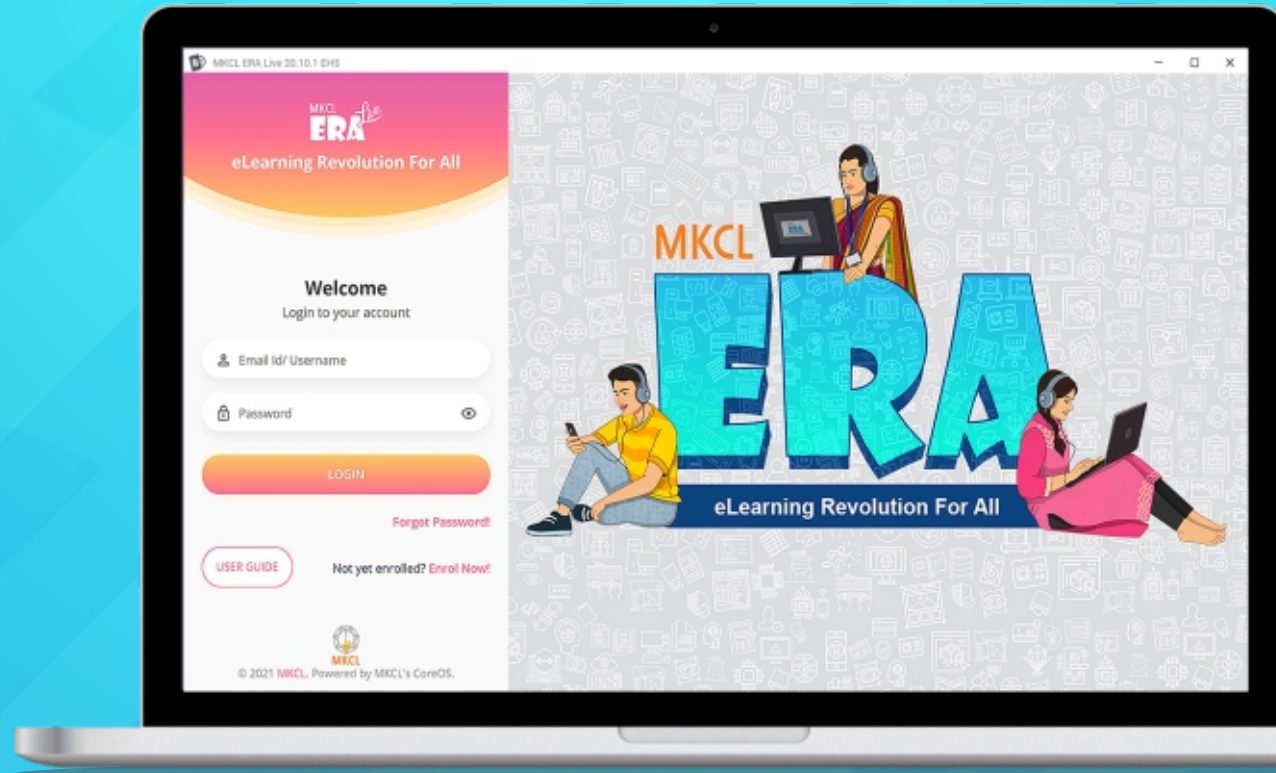 MKCL ERA Live 20.10.1 EHS
MKCL
ERA Live
eLearning Revolution For All
Welcome
Login to your account
Email Id/ Username
Password
LOGIN
Forgot Password!
USER GUIDE
Not yet enrolled? Enrol Now!
MKCL
© 2021 MKCL, Powered by MKCL's CoreOS.
MKCL
ERA
eLearning Revolution For All